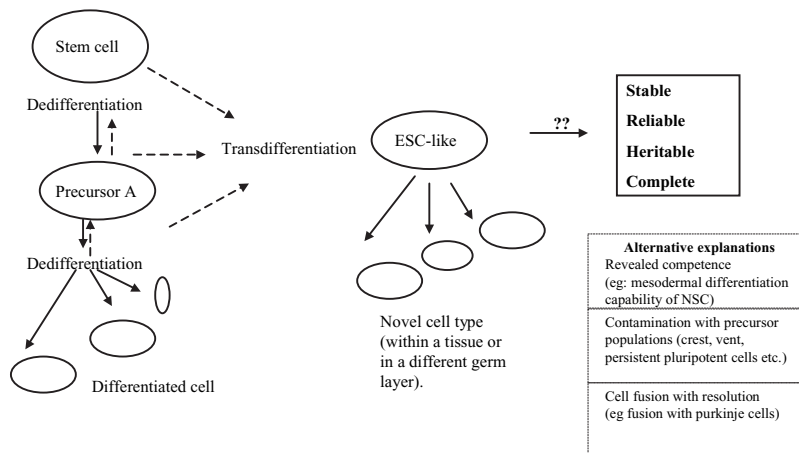 Stem cell
Dedifferentiation
Precursor A
Dedifferentiation
Differentiated cell
Transdifferentiation
ESC-like
Novel cell type
(within a tissue or
in a different germ
layer).
??
Stable
Reliable
Heritable
Complete
Alternative explanations
Revealed competence
(eg: mesodermal differentiation
capability of NSC)
Contamination with precursor
populations (crest, vent,
persistent pluripotent cells etc.)
Cell fusion with resolution
(eg fusion with purkinje cells)